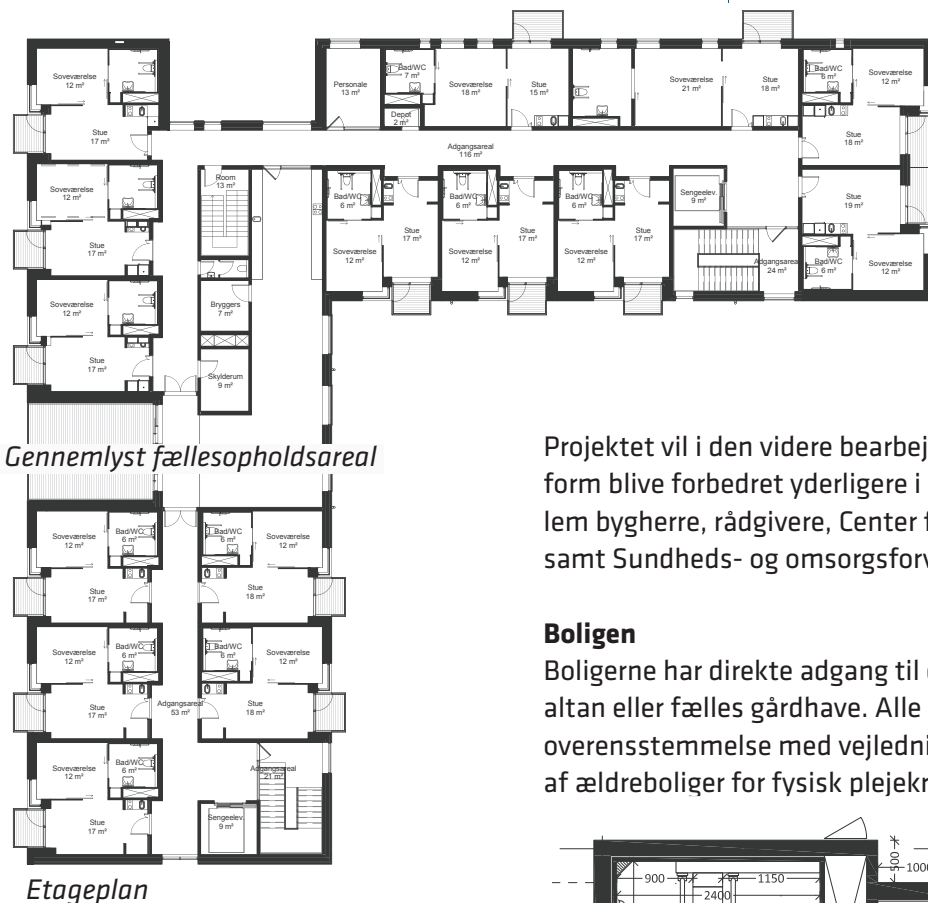 Soveværelse
12 m²
Stue
17 m²
Soveværelse
12 m²
Stue
17 m²
Soveværelse
12 m²
Stue
17 m²
Room
13 m²
Bryggers
7 m²
Skylderum
9 m²
Personale
13 m²
Bad/WC
7 m²
Depot
2 m²
Soveværelse
18 m²
Stue
15 m²
Soveværelse
21 m²
Stue
18 m²
Bad/WC
6 m²
Soveværelse
12 m²
Stue
18 m²
Adgangsareal
116 m²
Bad/WC
6 m²
Soveværelse
12 m²
Stue
17 m²
Bad/WC
6 m²
Soveværelse
12 m²
Stue
17 m²
Bad/WC
6 m²
Soveværelse
12 m²
Stue
17 m²
Sengeelev.
9 m²
Adgangsareal
24 m²
Stue
19 m²
Bad/WC
6 m²
Soveværelse
12 m²
Gennemlyst fællesopholdsareal
Soveværelse
12 m²
Bad/WC
6 m²
Stue
17 m²
Bad/WC
6 m²
Soveværelse
12 m²
Stue
18 m²
Soveværelse
12 m²
Bad/WC
6 m²
Stue
17 m²
Adgangsareal
53 m²
Bad/WC
6 m²
Soveværelse
12 m²
Stue
18 m²
Soveværelse
12 m²
Bad/WC
6 m²
Stue
17 m²
Adgangsareal
21 m²
Sengeelev.
9 m²
Etageplan
Projektet vil i den videre bearbej
form blive forbedret yderligere i
lem bygherre, rådgivere, Center f
samt Sundheds- og omsorgsforv
Boligen
Boligerne har direkte adgang til
altan eller fælles gårdhave. Alle
overensstemmelse med vejledni
af ældreboliger for fysisk plejekr
900
1150
2400
500
1000